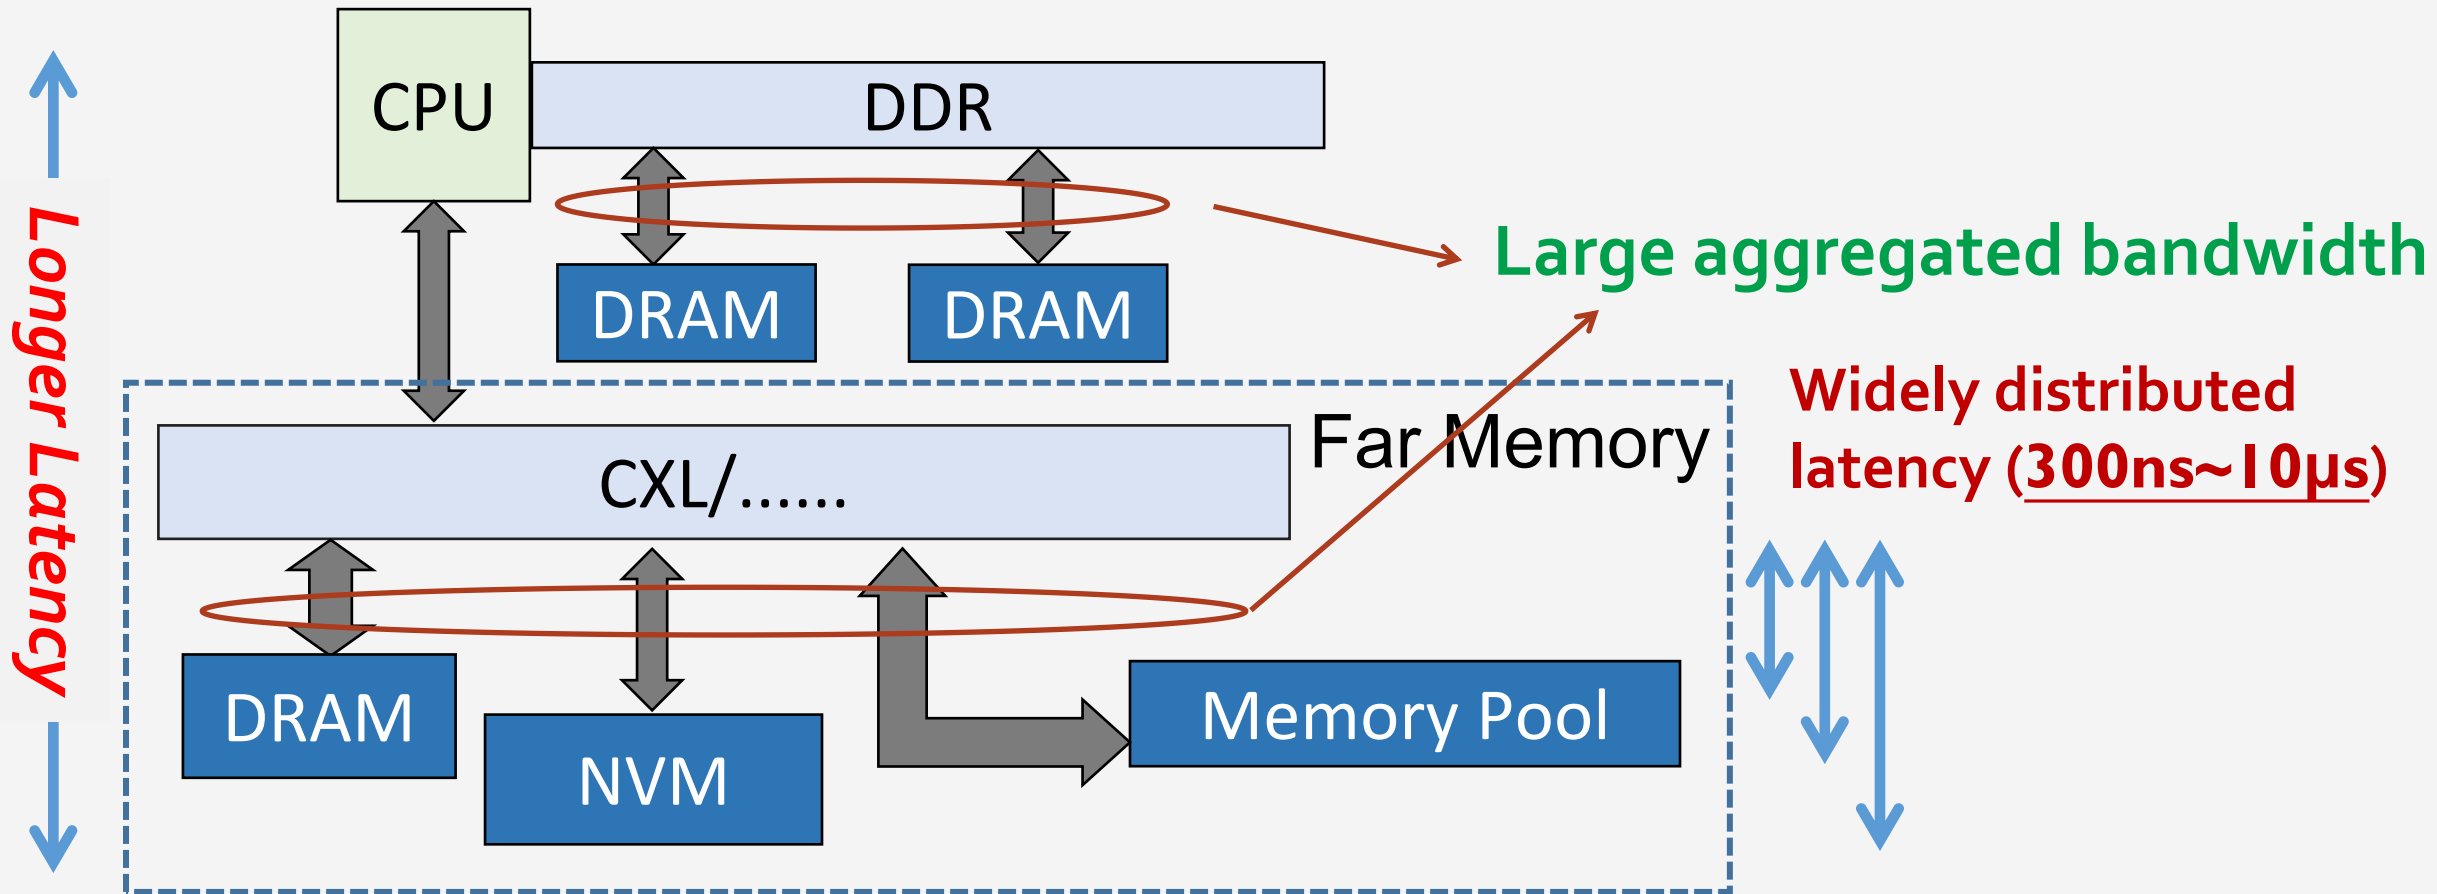 CPU
DDR
DRAM
DRAM
Large aggregated bandwidth
Longer Latency
Far Memory
Widely distributed
latency (300ns~10μs)
CXL/......
DRAM
NVM
Memory Pool